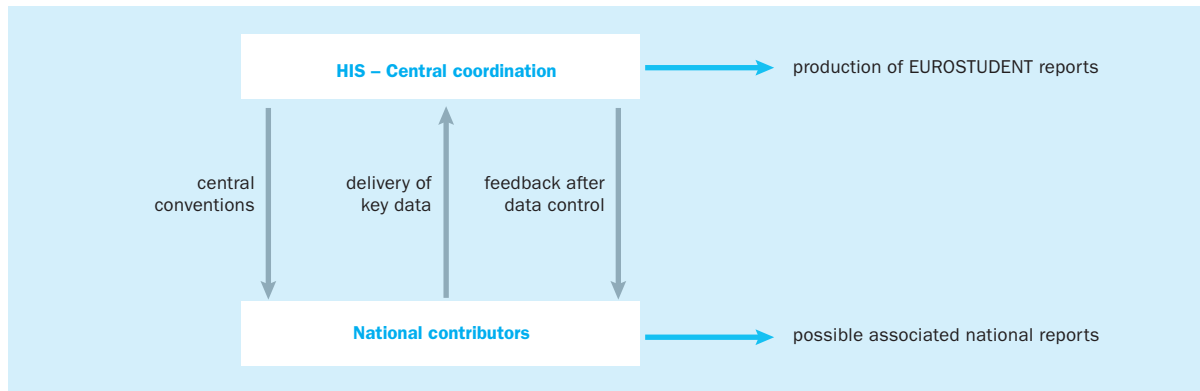 HIS – Central coordination
production of EUROSTUDENT reports
central
conventions
delivery of
key data
feedback after
data control
National contributors
possible associated national reports